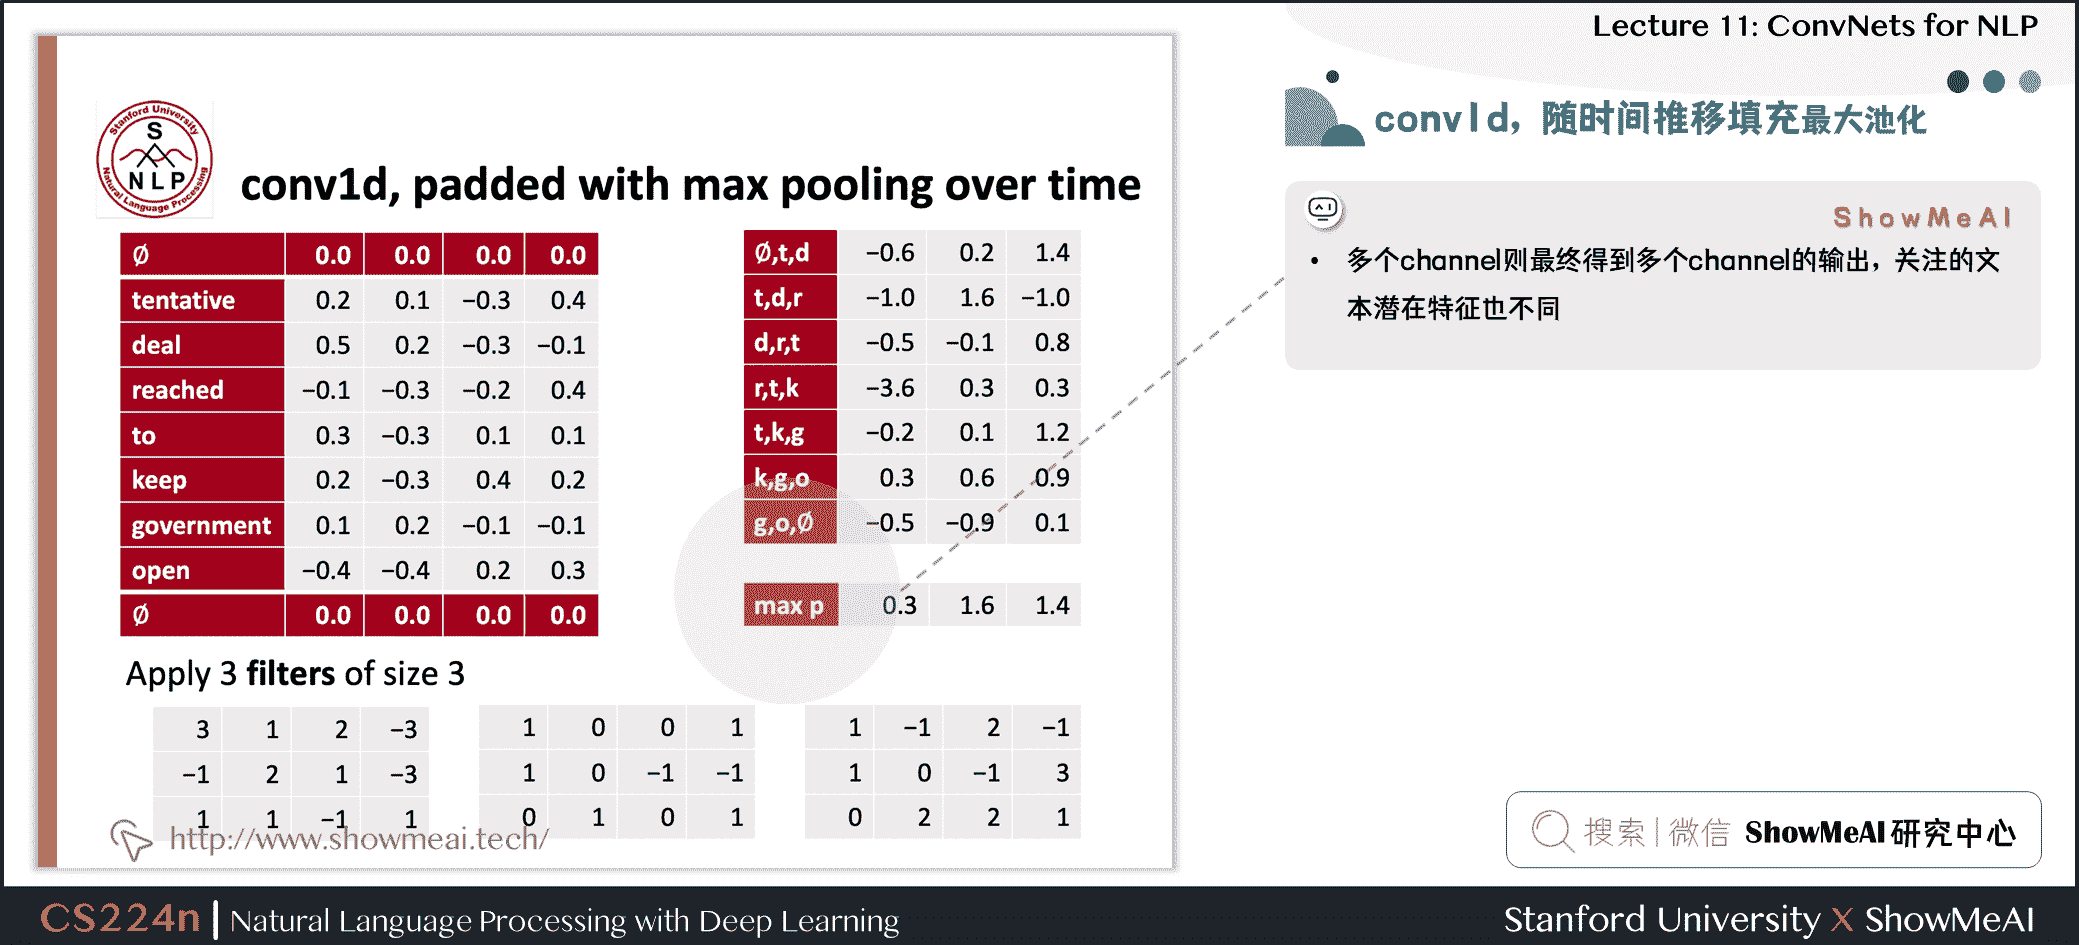 Lecture 11: ConvNets for NLP
Stanford University
S
N L P
Natural Language Processing
conv1d, padded with max pooling over time
Ø 0.0 0.0 0.0 0.0
tentative 0.2 0.1 −0.3 0.4
deal 0.5 0.2 −0.3 −0.1
reached −0.1 −0.3 −0.2 0.4
to 0.3 −0.3 0.1 0.1
keep 0.2 −0.3 0.4 0.2
government 0.1 0.2 −0.1 −0.1
open −0.4 −0.4 0.2 0.3
Ø 0.0 0.0 0.0 0.0
Ø,t,d −0.6 0.2 1.4
t,d,r −1.0 1.6 −1.0
d,r,t −0.5 −0.1 0.8
r,t,k −3.6 0.3 0.3
t,k,g −0.2 0.1 1.2
k,g,o 0.3 0.6 0.9
g,o,Ø −0.5 −0.9 0.1
max p 0.3 1.6 1.4
Apply 3 filters of size 3
3 1 2 −3
−1 2 1 −3
1 1 −1 1
1 0 0 1
1 0 −1 −1
0 1 0 1
1 −1 2 −1
1 0 −1 3
0 2 2 1
http://www.showmeai.tech/
conv1d，随时间推移填充最大池化
ShowMeAI
• 多个channel则最终得到多个channel的输出，关注的文
本潜在特征也不同
搜索|微信 ShowMeAI研究中心
CS224n | Natural Language Processing with Deep Learning
Stanford University X ShowMeAI